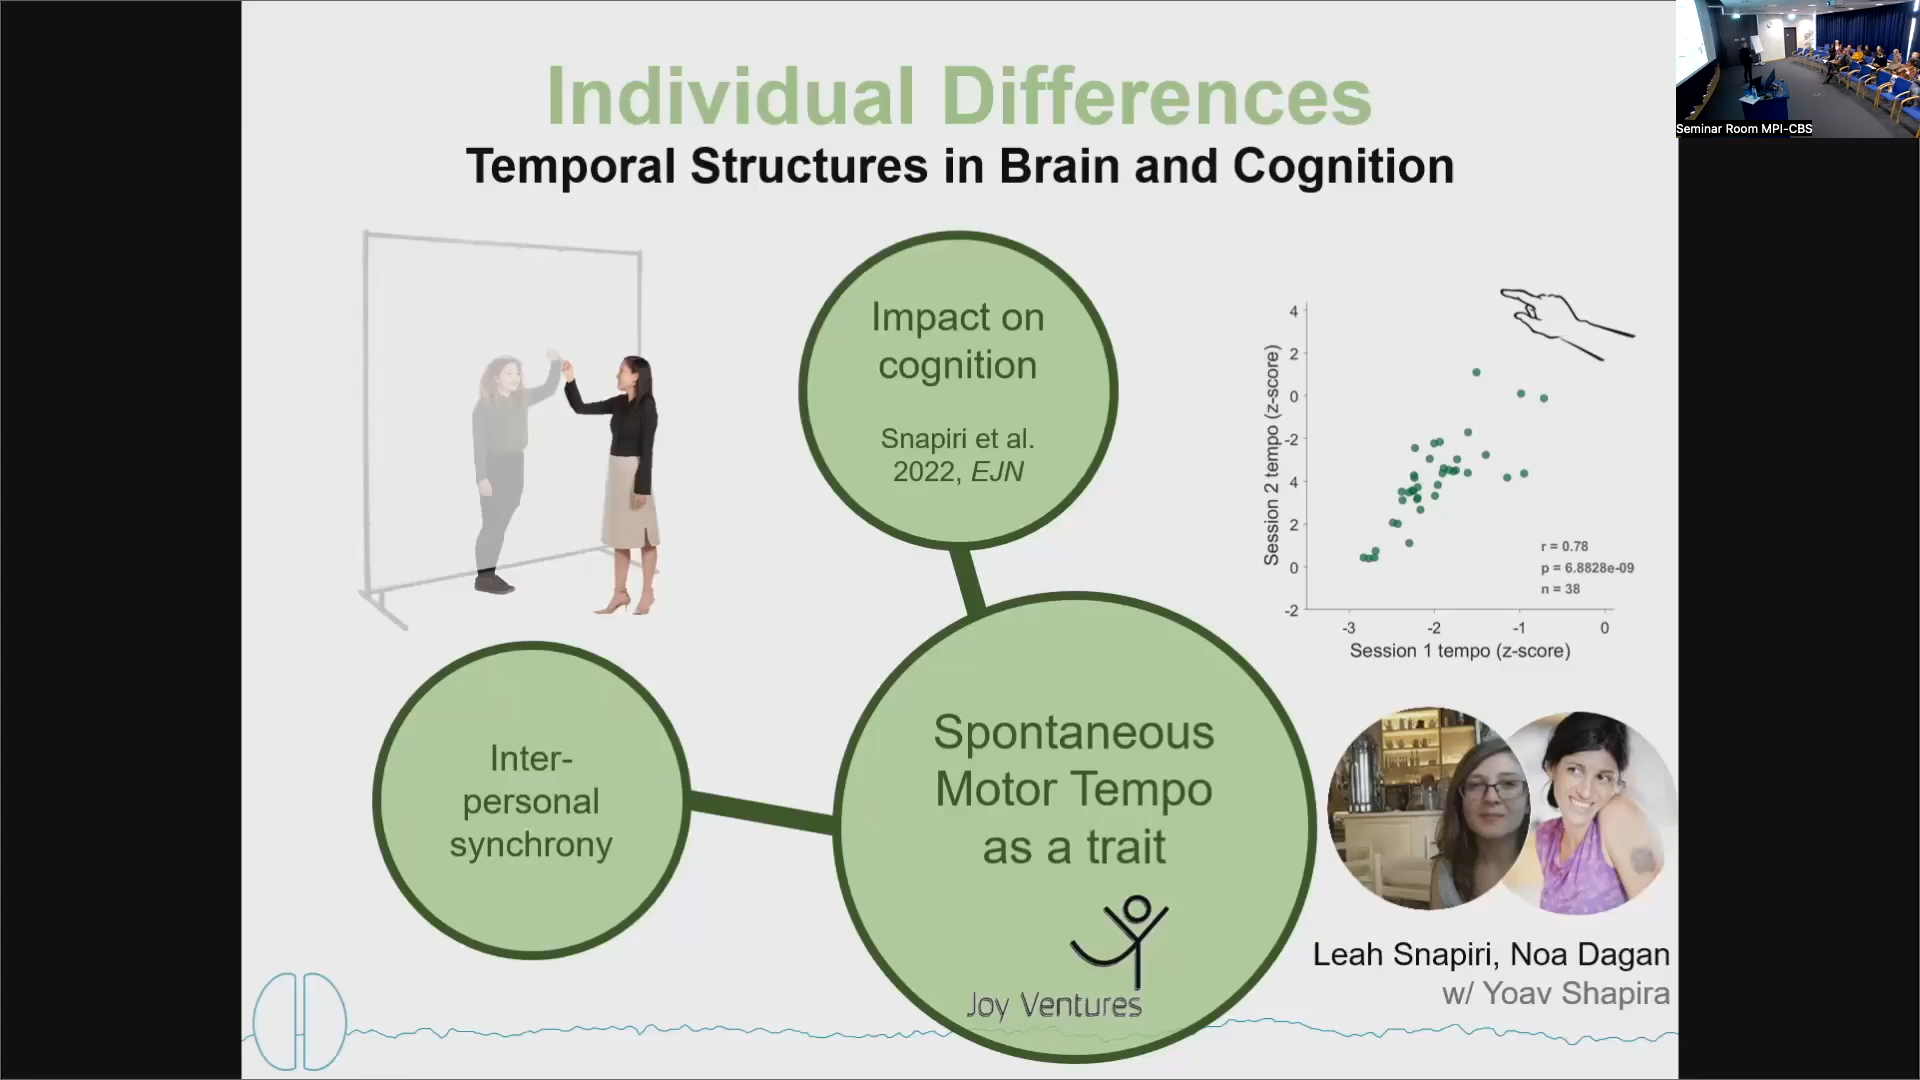 Individual Differences
Temporal Structures in Brain and Cognition
Seminar Room MPI-CBS
Impact on
cognition
Snapiri et al.
2022, EJN
Session 2 tempo (z-score)
4
2
0
-2
4
2
0
-2
r = 0.78
p = 6.8828e-09
n = 38
-3
-2
-1
0
Session 1 tempo (z-score)
Inter-
personal
synchrony
Spontaneous
Motor Tempo
as a trait
Joy Ventures
Leah Snapiri, Noa Dagan
w/ Yoav Shapira